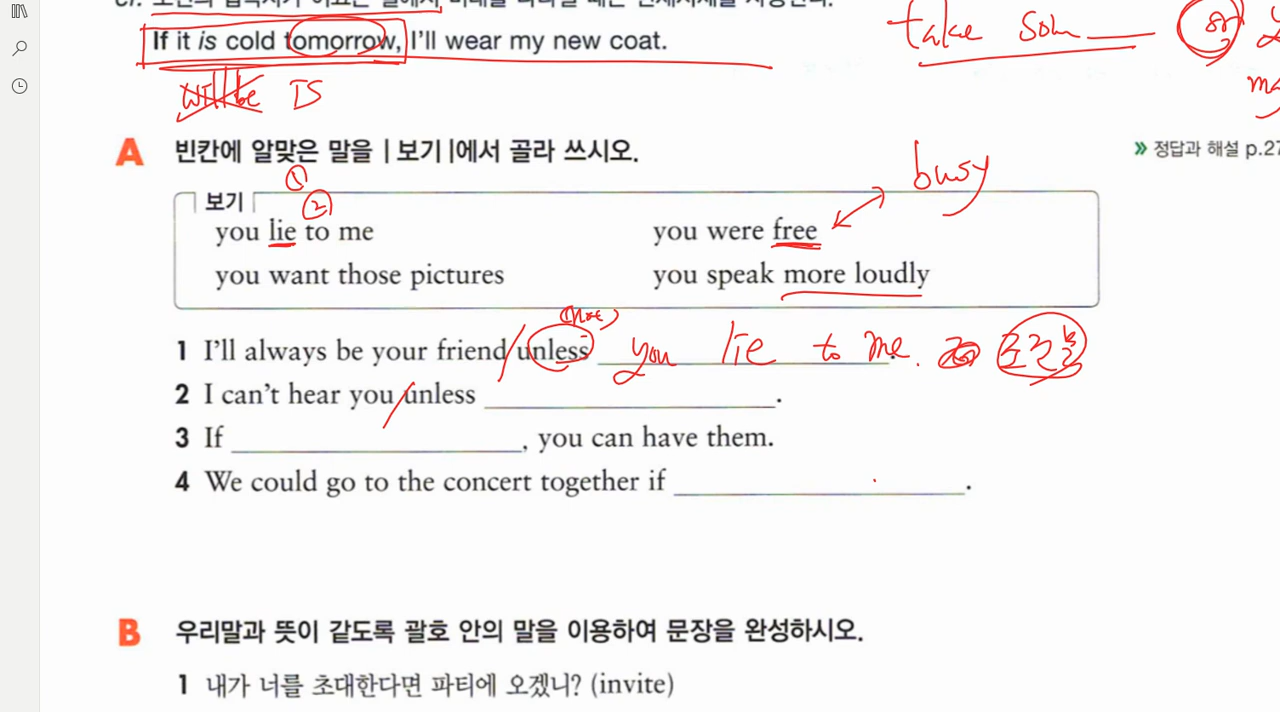 If it is cold tomorrow, I'll wear my new coat.
take som
or
will be IS
A 빈칸에 알맞은 말을 | 보기 |에서 골라 쓰시오.
» 정답과 해설 p.27
busy
①
보기
②
you lie to me
you were free
you want those pictures
you speak more loudly
(not)
1 I'll always be your friend unless you lie to me. 조건절
2 I can't hear you unless ____.
3 If ____, you can have them.
4 We could go to the concert together if ____.
B 우리말과 뜻이 같도록 괄호 안의 말을 이용하여 문장을 완성하시오.
1 내가 너를 초대한다면 파티에 오겠니? (invite)